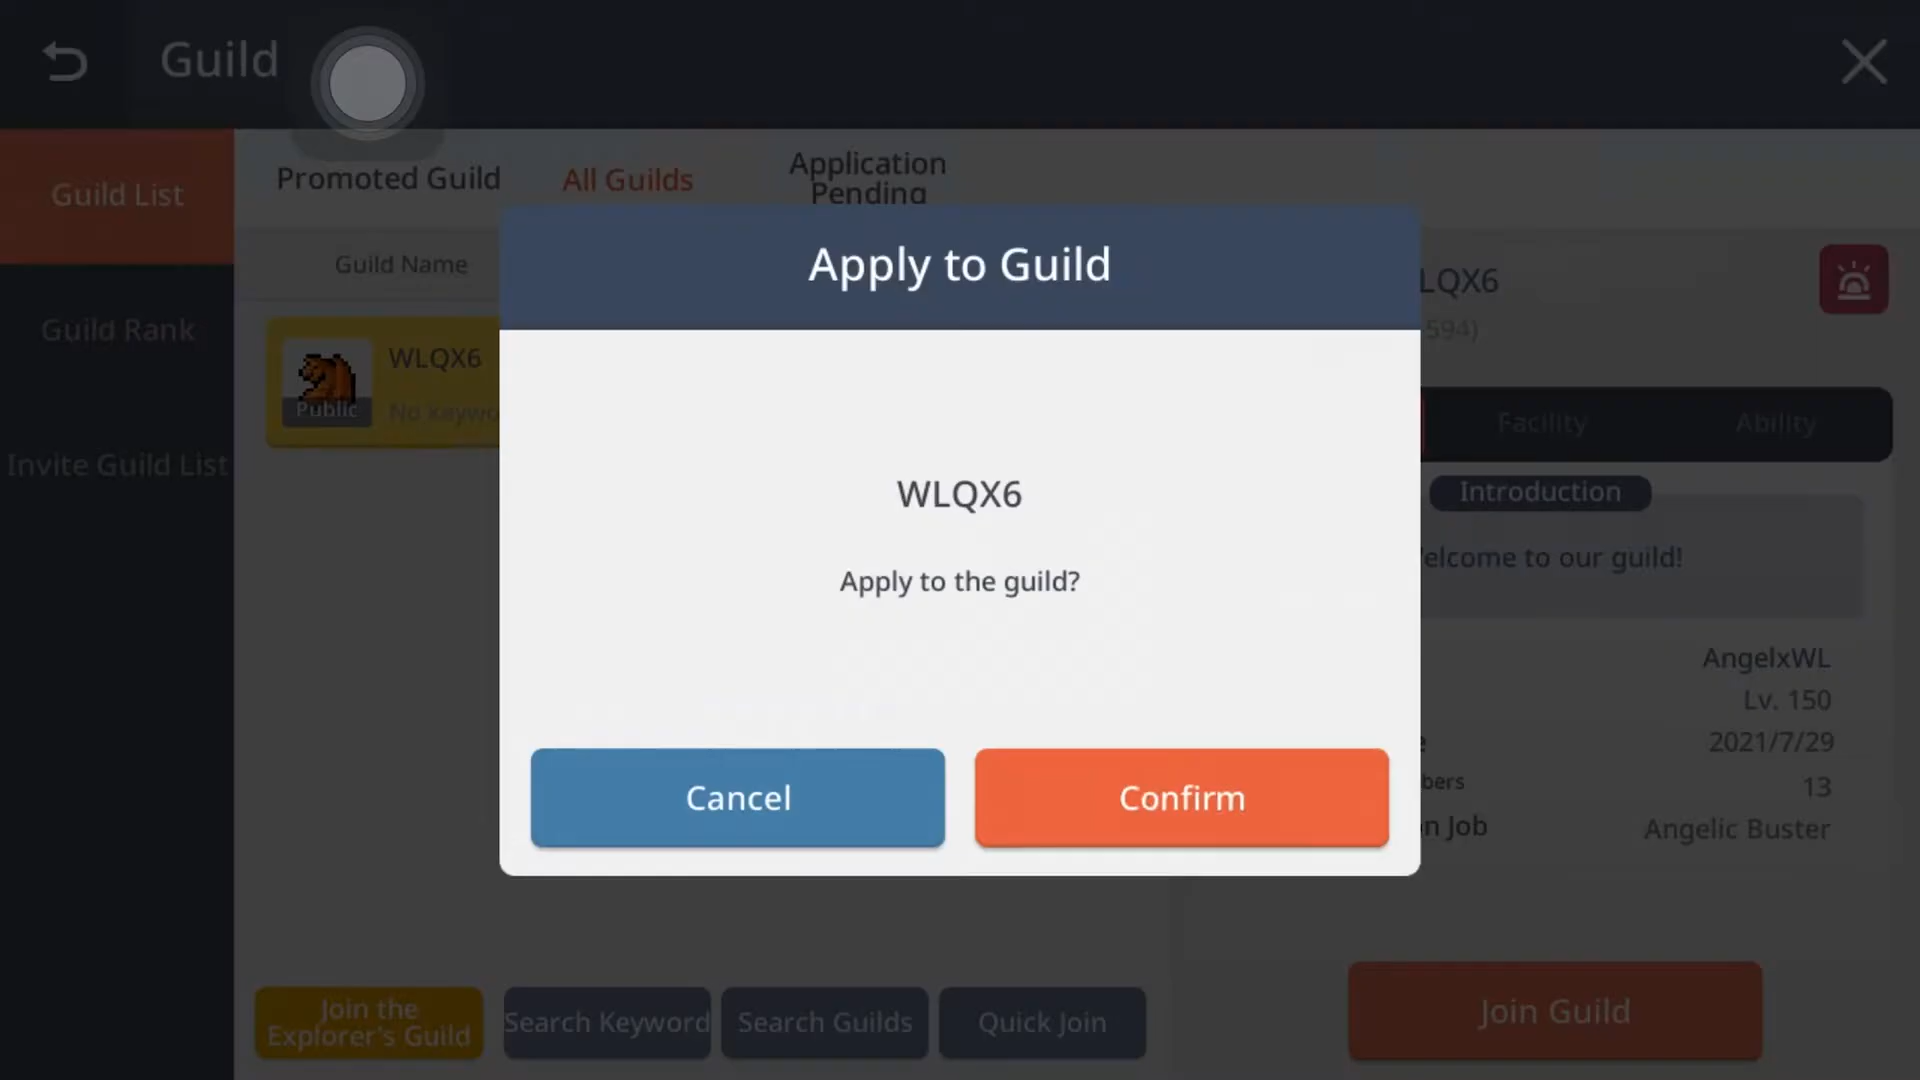 Guild
Guild List
Guild Rank
Invite Guild List
Promoted Guild
All Guilds
Application
Pending
Guild Name
WLQX6
Public
No keywo
Apply to Guild
WLQX6
Apply to the guild?
Cancel
Confirm
LQX6
594)
Facility
Ability
Introduction
elcome to our guild!
AngelxWL
Lv. 150
2021/7/29
bers
13
n Job
Angelic Buster
Join the
Explorer's Guild
Search Keyword
Search Guilds
Quick Join
Join Guild